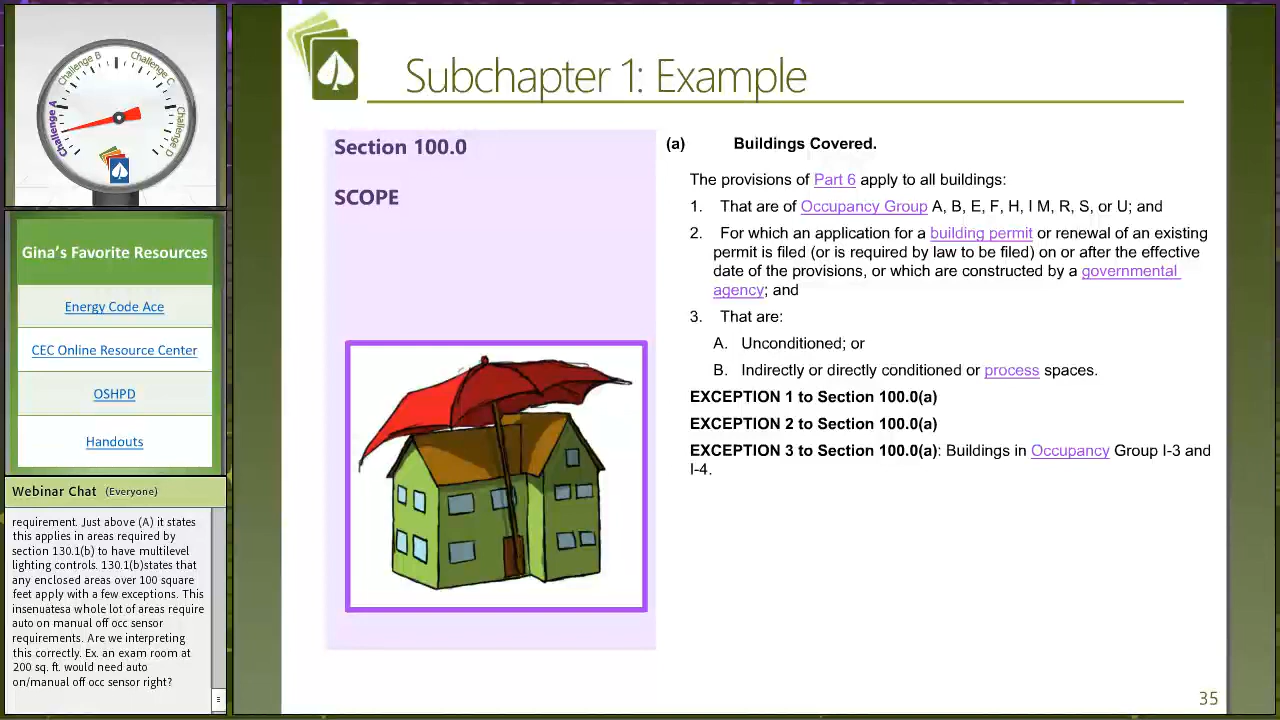 Challenge A
Challenge B
Challenge C
Challenge D
Gina's Favorite Resources
Energy Code Ace
CEC Online Resource Center
OSHPD
Handouts
Webinar Chat (Everyone)
requirement. Just above (A) it states
this applies in areas required by
section 130.1(b) to have multilevel
lighting controls. 130.1(b)states that
any enclosed areas over 100 square
feet apply with a few exceptions. This
insenuatesa whole lot of areas require
auto on manual off occ sensor
requirements. Are we interpreting
this correctly. Ex. an exam room at
200 sq. ft. would need auto
on/manual off occ sensor right?
Subchapter 1: Example
Section 100.0
SCOPE
(a) Buildings Covered.
The provisions of Part 6 apply to all buildings:
1. That are of Occupancy Group A, B, E, F, H, I M, R, S, or U; and
2. For which an application for a building permit or renewal of an existing
permit is filed (or is required by law to be filed) on or after the effective
date of the provisions, or which are constructed by a governmental
agency; and
3. That are:
A. Unconditioned; or
B. Indirectly or directly conditioned or process spaces.
EXCEPTION 1 to Section 100.0(a)
EXCEPTION 2 to Section 100.0(a)
EXCEPTION 3 to Section 100.0(a): Buildings in Occupancy Group I-3 and
I-4.
35